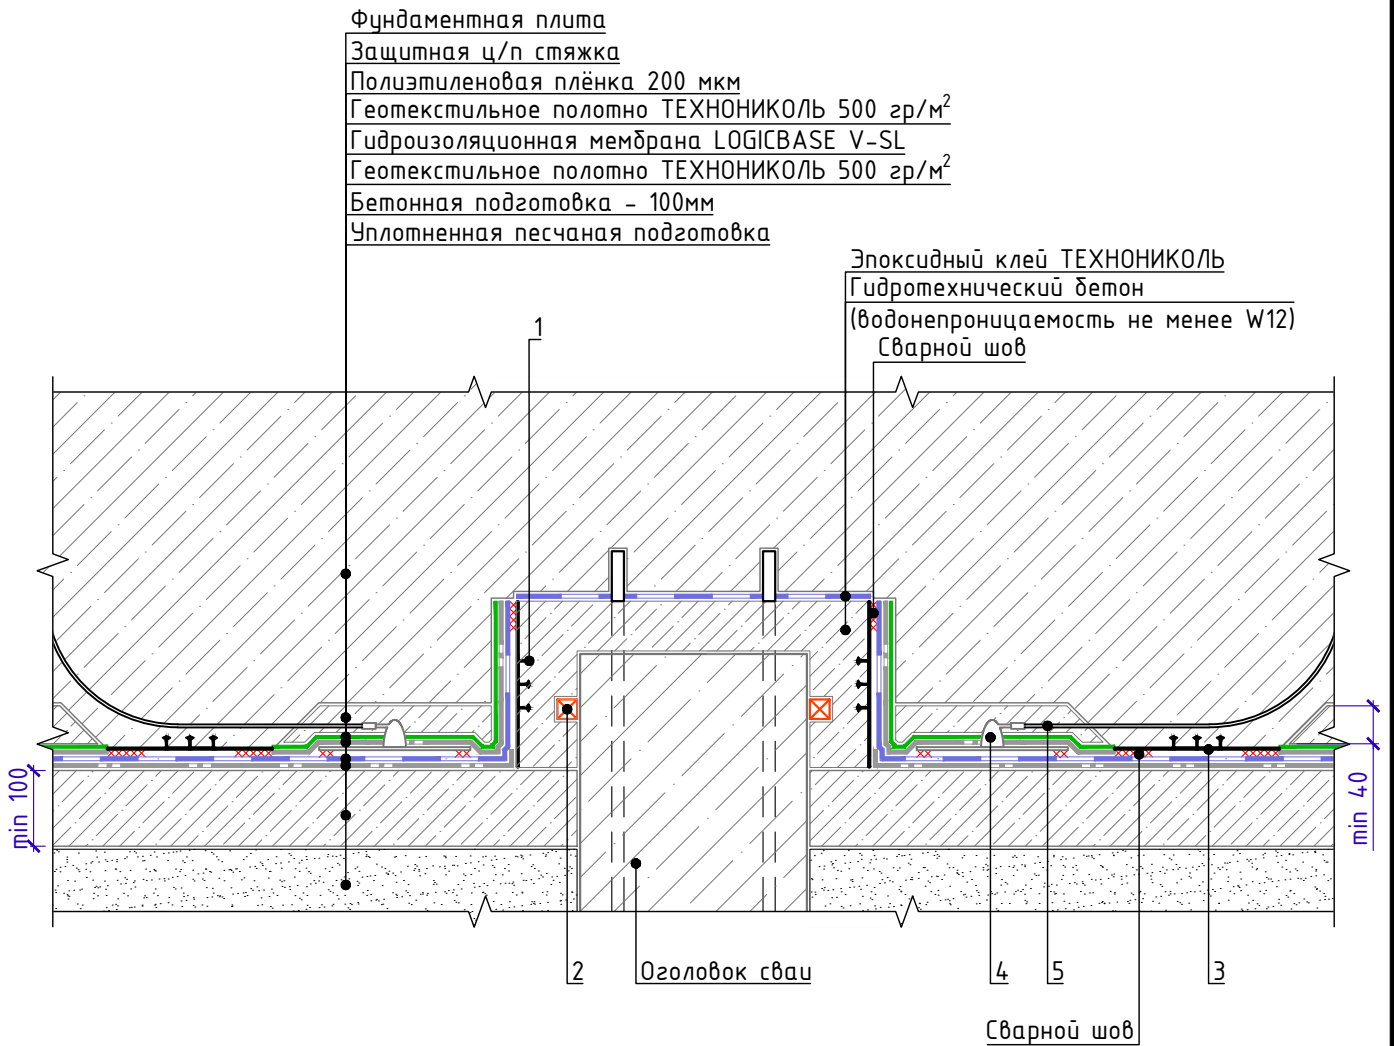 Фундаментная плита
Защитная ц/п стяжка
Полиэтиленовая плёнка 200 мкм
Геотекстильное полотно ТЕХНОНИКОЛЬ 500 гр/м²
Гидроизоляционная мембрана LOGICBASE V-SL
Геотекстильное полотно ТЕХНОНИКОЛЬ 500 гр/м²
Бетонная подготовка - 100мм
Уплотненная песчаная подготовка
Эпоксидный клей ТЕХНОНИКОЛЬ
Гидротехнический бетон
(водонепроницаемость не менее W12)
Сварной шов
1
min 100
min 40
2
Оголовок сваи
4
5
3
Сварной шов